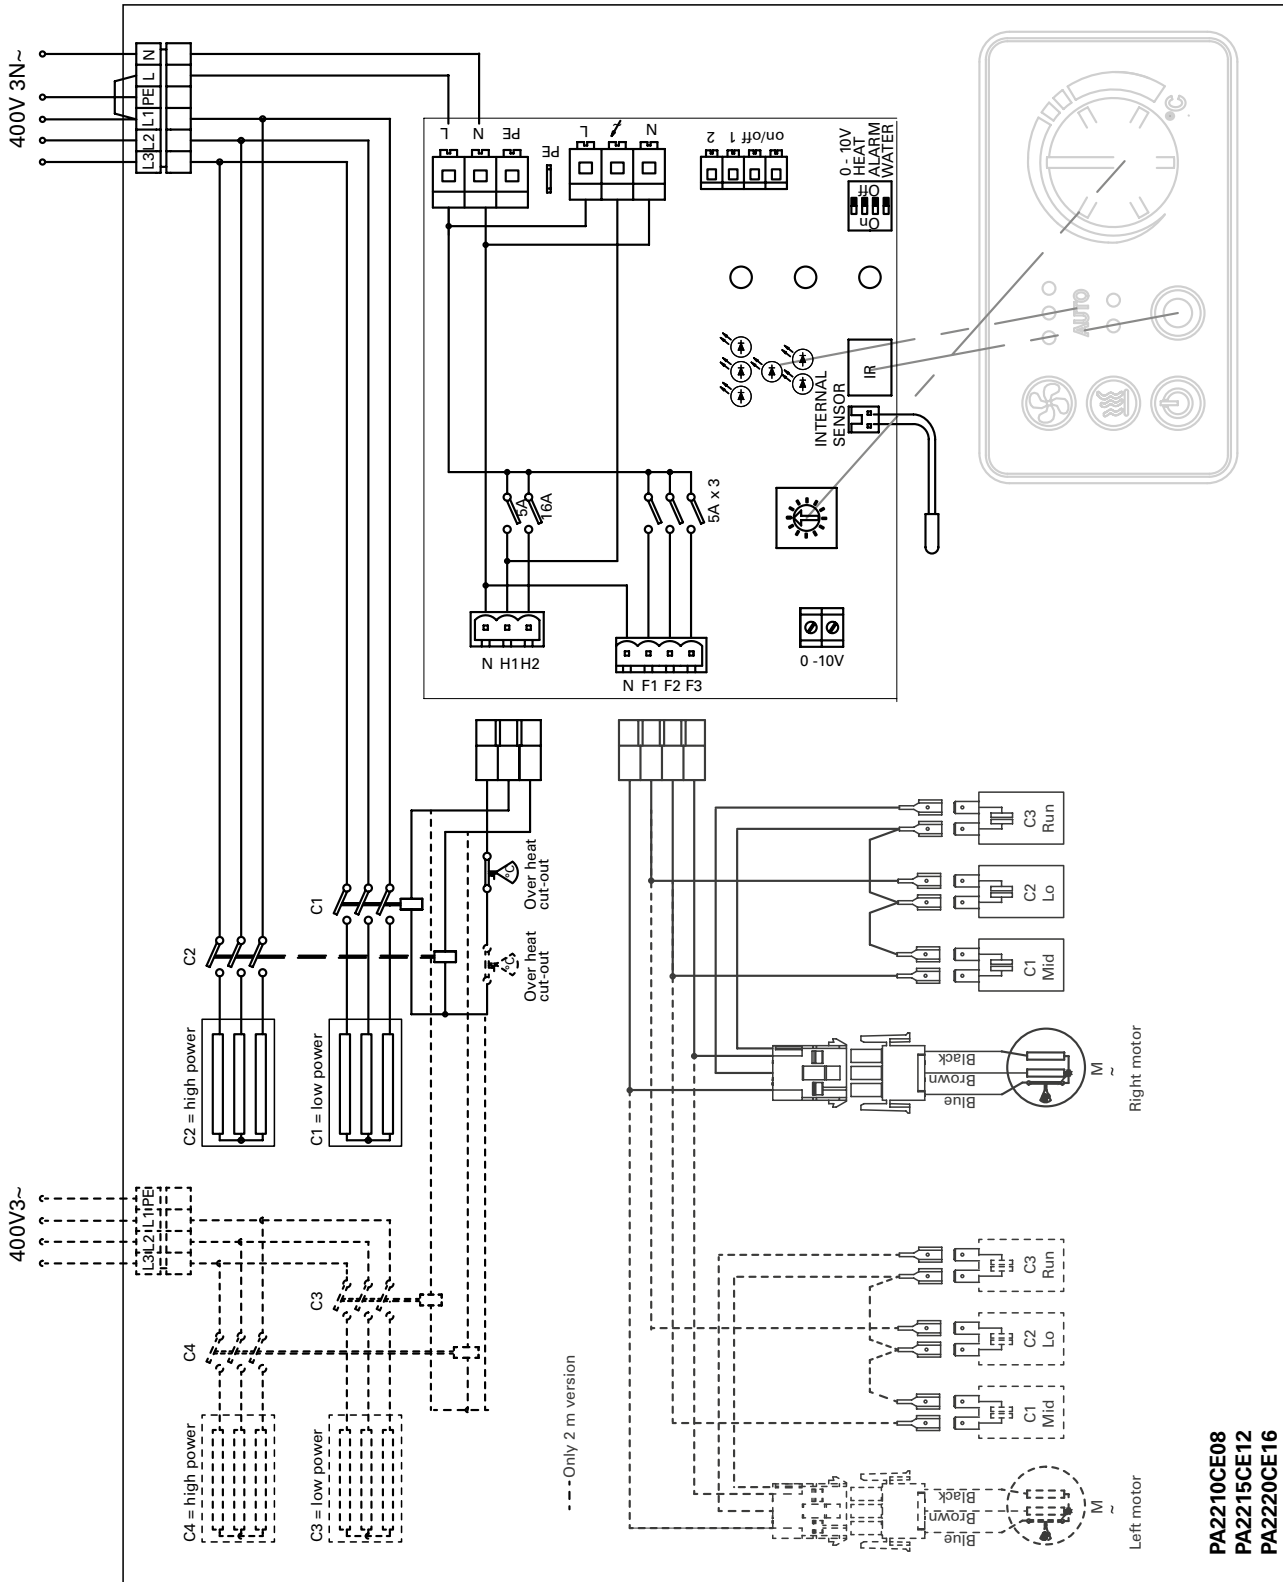 400V 3N~
N
L
PE
L1
L2
L3
L
N
PE
PE
L
N
2
1
on/off
0 - 10V
HEAT
ALARM
WATER
Off
On
°C
AUTO
IR
INTERNAL
SENSOR
5A
16A
5A x 3
N H1 H2
N F1 F2 F3
0 -10V
C1
C2
°C
Over heat
cut-out
°C
Over heat
cut-out
C2 = high power
C1 = low power
C3
Run
C2
Lo
C1
Mid
Black
Brown
Blue
M
~
Right motor
400V3~
PE
L1
L2
L3
C3
C4
C4 = high power
C3 = low power
Only 2 m version
C3
Run
C2
Lo
C1
Mid
Black
Brown
Blue
M
~
Left motor
PA2210CE08
PA2215CE12
PA2220CE16